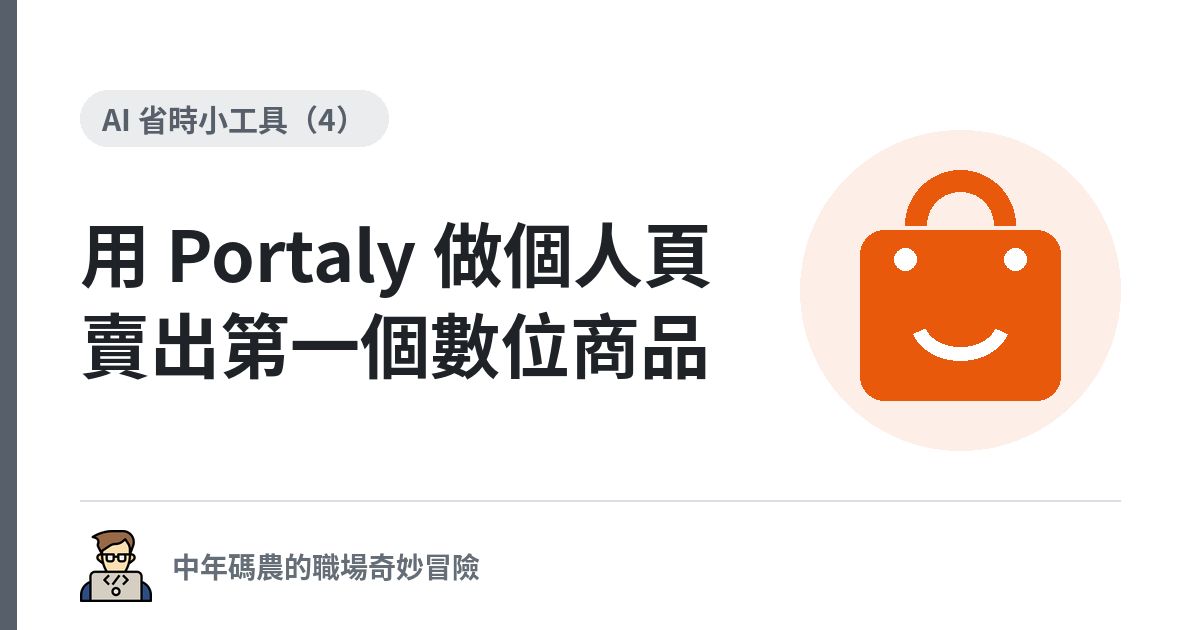 AI 省時小工具（4）
用 Portaly 做個人頁
賣出第一個數位商品
</>
中年碼農的職場奇妙冒險